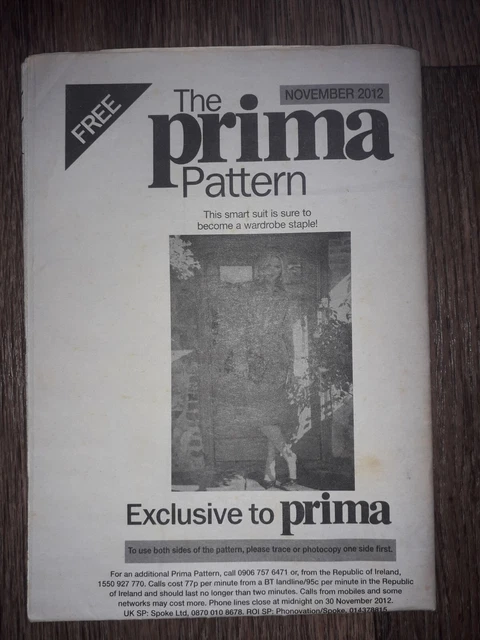 FREE
NOVEMBER 2012
The
prima
Pattern
This smart suit is sure to
become a wardrobe staple!
Exclusive to prima
To use both sides of the pattern, please trace or photocopy one side first.
For an additional Prima Pattern, call 0906 757 6471 or, from the Republic of Ireland,
1550 927 770. Calls cost 77p per minute from a BT landline/95c per minute in the Republic
of Ireland and should last no longer than two minutes. Calls from mobiles and some
networks may cost more. Phone lines close at midnight on 30 November 2012.
UK SP: Spoke Ltd, 0870 010 8678. ROI SP: Phonovation/Spoke, 014378815